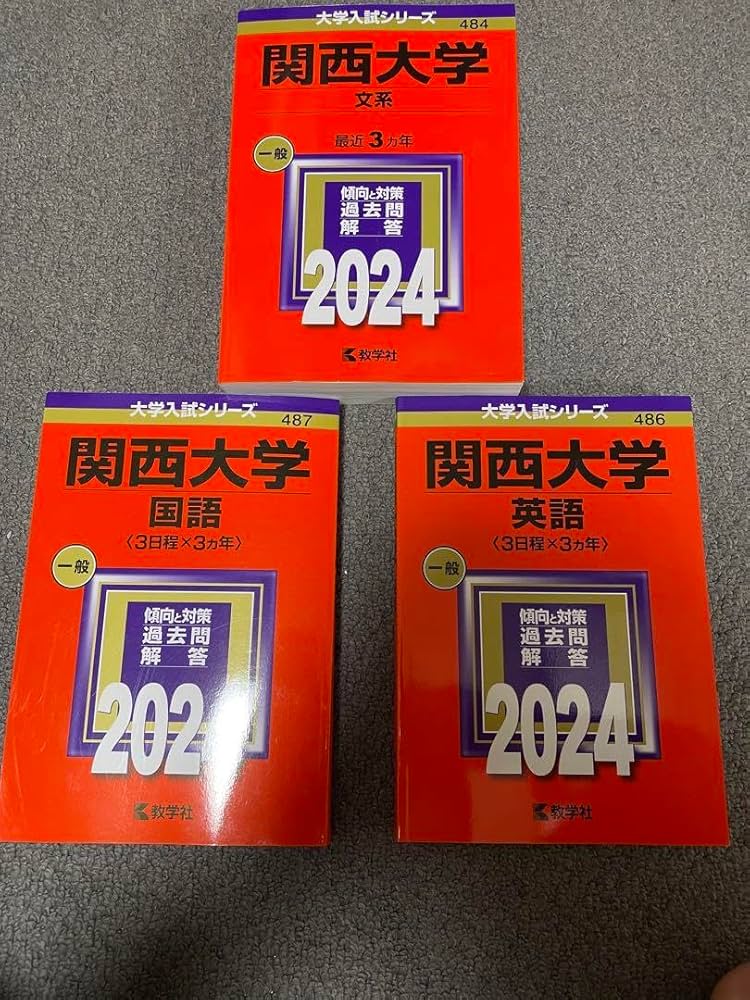 大学入試シリーズ
484
関西大学
文系
最近3ヵ年
一般
傾向と対策
過去問
解答
2024
教学社
大学入試シリーズ
487
関西大学
国語
〈3日程×3ヵ年〉
一般
傾向と対策
過去問
解答
202
教学社
大学入試シリーズ
486
関西大学
英語
〈3日程×3ヵ年〉
一般
傾向と対策
過去問
解答
2024
教学社